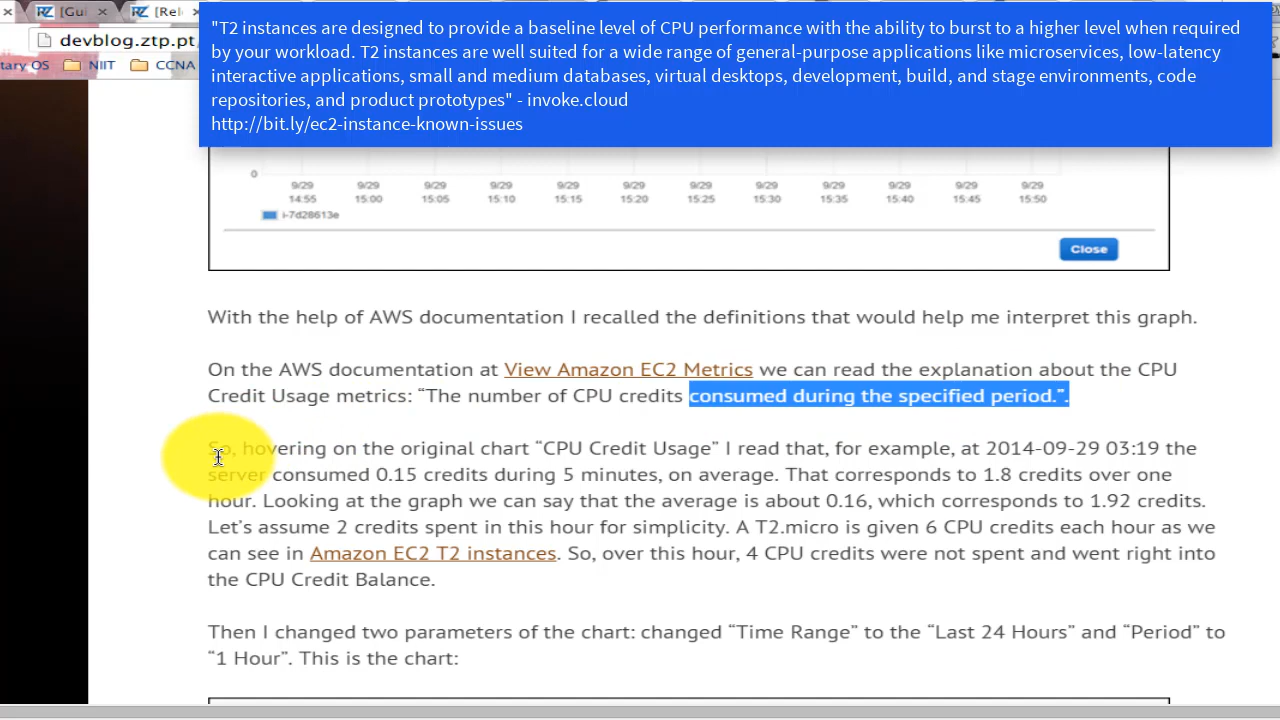 [Gui
[Rel
devblog.ztp.pt
tary OS NIIT CCNA
"T2 instances are designed to provide a baseline level of CPU performance with the ability to burst to a higher level when required
by your workload. T2 instances are well suited for a wide range of general-purpose applications like microservices, low-latency
interactive applications, small and medium databases, virtual desktops, development, build, and stage environments, code
repositories, and product prototypes" - invoke.cloud
http://bit.ly/ec2-instance-known-issues
0
9/29 9/29 9/29 9/29 9/29 9/29 9/29 9/29 9/29 9/29 9/29 9/29
14:55 15:00 15:05 15:10 15:15 15:20 15:25 15:30 15:35 15:40 15:45 15:50
i-7d28613e
Close
With the help of AWS documentation I recalled the definitions that would help me interpret this graph.
On the AWS documentation at View Amazon EC2 Metrics we can read the explanation about the CPU
Credit Usage metrics: “The number of CPU credits consumed during the specified period.”.
So, hovering on the original chart “CPU Credit Usage” I read that, for example, at 2014-09-29 03:19 the
server consumed 0.15 credits during 5 minutes, on average. That corresponds to 1.8 credits over one
hour. Looking at the graph we can say that the average is about 0.16, which corresponds to 1.92 credits.
Let’s assume 2 credits spent in this hour for simplicity. A T2.micro is given 6 CPU credits each hour as we
can see in Amazon EC2 T2 instances. So, over this hour, 4 CPU credits were not spent and went right into
the CPU Credit Balance.
Then I changed two parameters of the chart: changed “Time Range” to the “Last 24 Hours” and “Period” to
“1 Hour”. This is the chart: